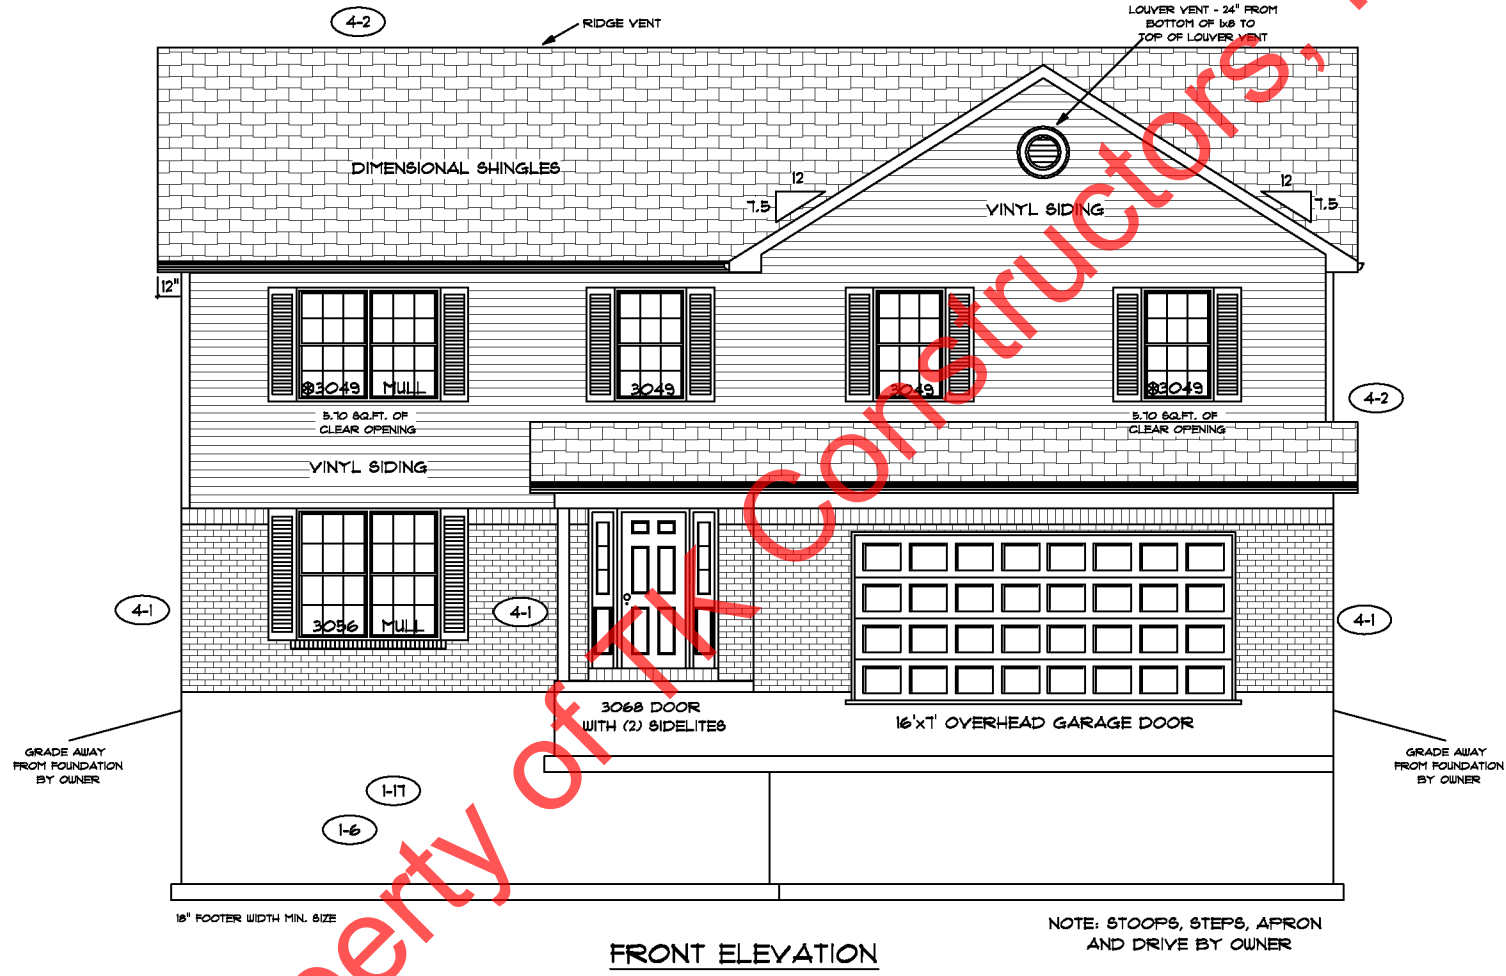 4-2
RIDGE VENT
LOUVER VENT - 24" FROM
BOTTOM OF 1x8 TO
TOP OF LOUVER VENT
DIMENSIONAL SHINGLES
12
7.5
VINYL SIDING
12
7.5
12"
⊛3049 MULL
3049
3049
⊛3049
5.70 SQ.FT. OF
CLEAR OPENING
5.70 SQ.FT. OF
CLEAR OPENING
4-2
VINYL SIDING
4-1
3056 MULL
4-1
4-1
3068 DOOR
WITH (2) SIDELITES
16'x7' OVERHEAD GARAGE DOOR
GRADE AWAY
FROM FOUNDATION
BY OWNER
GRADE AWAY
FROM FOUNDATION
BY OWNER
1-17
1-6
18" FOOTER WIDTH MIN. SIZE
NOTE: STOOPS, STEPS, APRON
AND DRIVE BY OWNER
FRONT ELEVATION
perty of TK Constructors,